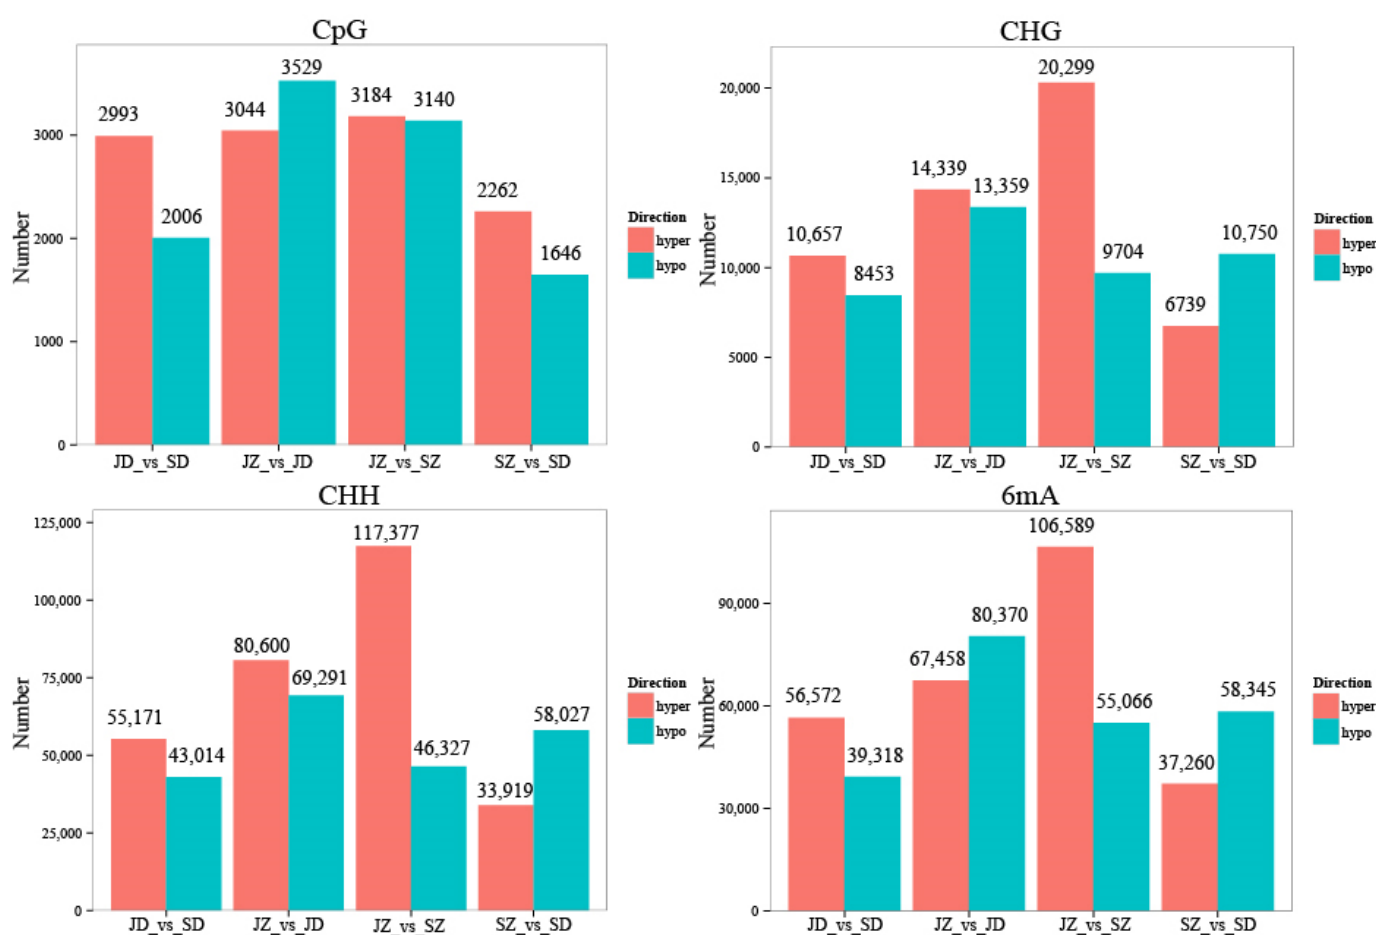 CpG
Number
3000
2000
1000
0
2993
2006
3044
3529
3184
3140
2262
1646
JD_vs_SD
JZ_vs_JD
JZ_vs_SZ
SZ_vs_SD
Direction
hyper
hypo
CHG
Number
20,000
15,000
10,000
5000
0
10,657
8453
14,339
13,359
20,299
9704
6739
10,750
JD_vs_SD
JZ_vs_JD
JZ_vs_SZ
SZ_vs_SD
Direction
hyper
hypo
CHH
Number
125,000
100,000
75,000
50,000
25,000
0
55,171
43,014
80,600
69,291
117,377
46,327
33,919
58,027
JD_vs_SD
JZ_vs_JD
JZ_vs_SZ
SZ_vs_SD
Direction
hyper
hypo
6mA
Number
90,000
60,000
30,000
0
56,572
39,318
67,458
80,370
106,589
55,066
37,260
58,345
JD_vs_SD
JZ_vs_JD
JZ_vs_SZ
SZ_vs_SD
Direction
hyper
hypo